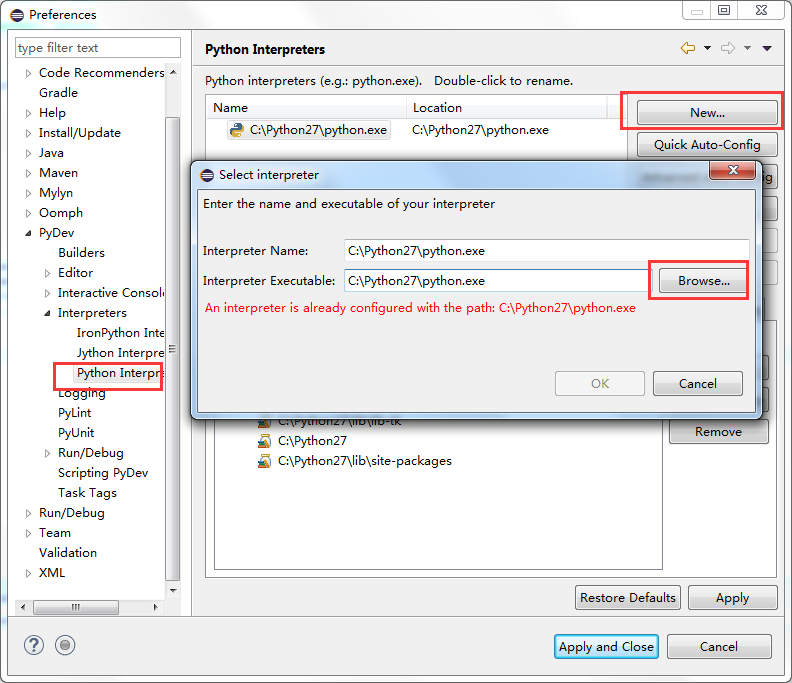 Preferences
type filter text
Code Recommenders
Gradle
Help
Install/Update
Java
Maven
Mylyn
Oomph
PyDev
Builders
Editor
Interactive Consol
Interpreters
IronPython Inte
Jython Interpre
Python Interpr
Logging
PyLint
PyUnit
Run/Debug
Scripting PyDev
Task Tags
Run/Debug
Team
Validation
XML
Python Interpreters
Python interpreters (e.g.: python.exe). Double-click to rename.
Name Location
C:\Python27\python.exe C:\Python27\python.exe
New...
Quick Auto-Config
Select interpreter
Enter the name and executable of your interpreter
Interpreter Name: C:\Python27\python.exe
Interpreter Executable: C:\Python27\python.exe Browse...
An interpreter is already configured with the path: C:\Python27\python.exe
OK Cancel
C:\Python27\lib\lib-tk
C:\Python27
C:\Python27\lib\site-packages
Remove
Restore Defaults Apply
Apply and Close Cancel